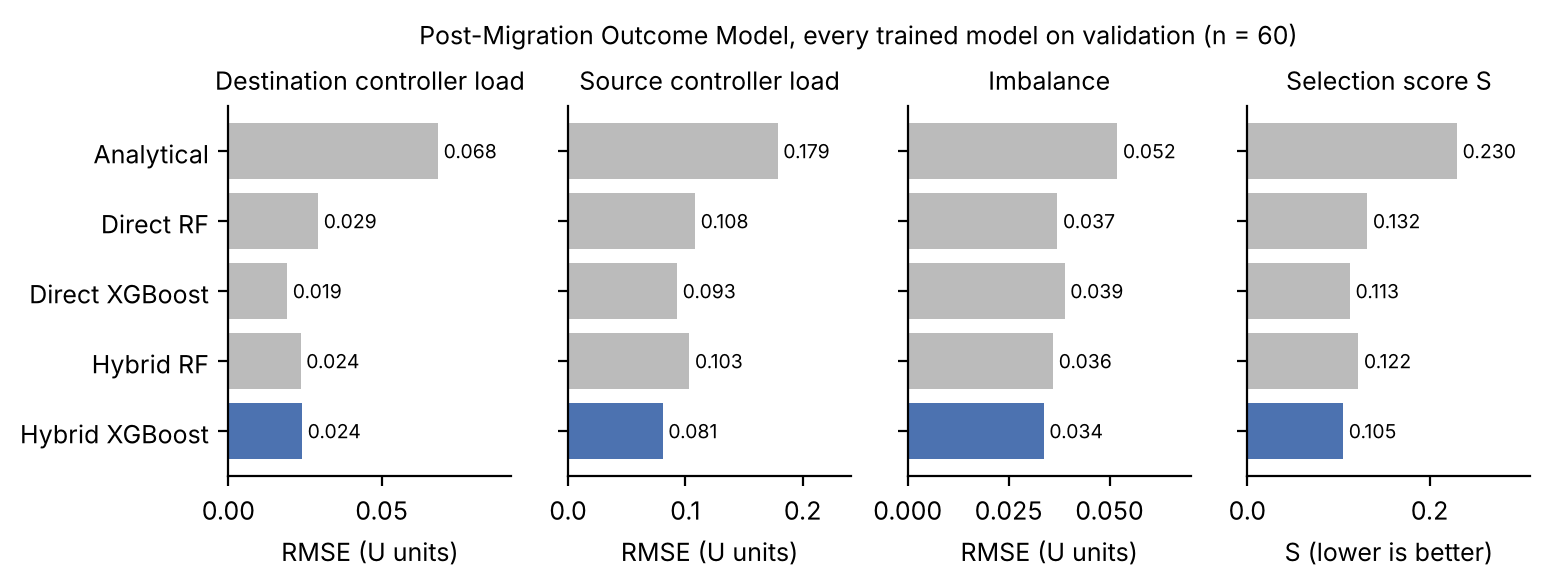 Post-Migration Outcome Model, every trained model on validation (n = 60)
Destination controller load
Source controller load
Imbalance
Selection score S
Analytical
0.068
0.179
0.052
0.230
Direct RF
0.029
0.108
0.037
0.132
Direct XGBoost
0.019
0.093
0.039
0.113
Hybrid RF
0.024
0.103
0.036
0.122
Hybrid XGBoost
0.024
0.081
0.034
0.105
0.00 0.05
0.0 0.1 0.2
0.000 0.025 0.050
0.0 0.2
RMSE (U units)
RMSE (U units)
RMSE (U units)
S (lower is better)